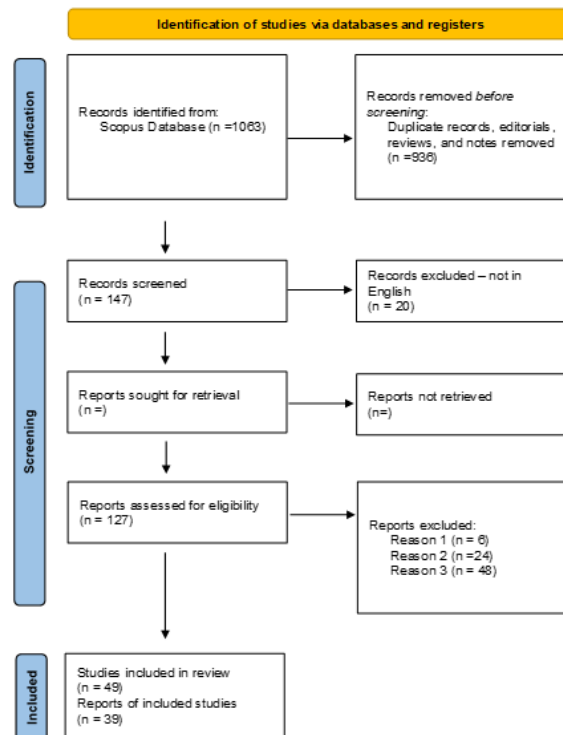 Identification of studies via databases and registers
Identification
Records identified from:
Scopus Database (n =1063)
Records removed before
screening:
Duplicate records, editorials,
reviews, and notes removed
(n =936)
Screening
Records screened
(n = 147)
Records excluded – not in
English
(n = 20)
Reports sought for retrieval
(n =)
Reports not retrieved
(n=)
Reports assessed for eligibility
(n = 127)
Reports excluded:
Reason 1 (n = 6)
Reason 2 (n =24)
Reason 3 (n = 48)
Included
Studies included in review
(n = 49)
Reports of included studies
(n = 39)